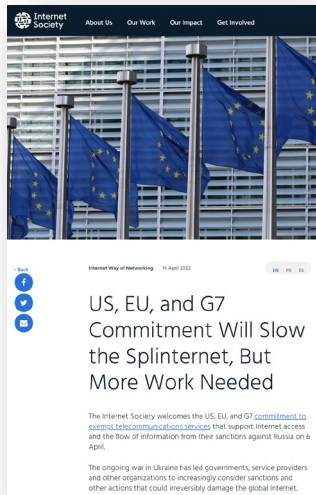 Internet
Society
About Us
Our Work
Our Impact
Get Involved
‹ Back
Internet Way of Networking
14 April 2022
EN
FR
ES
US, EU, and G7
Commitment Will Slow
the Splinternet, But
More Work Needed
The Internet Society welcomes the US, EU, and G7 commitment to
exempt telecommunications services that support Internet access
and the flow of information from their sanctions against Russia on 6
April.
The ongoing war in Ukraine has led governments, service providers
and other organizations to increasingly consider sanctions and
other actions that could irreversibly damage the global Internet.